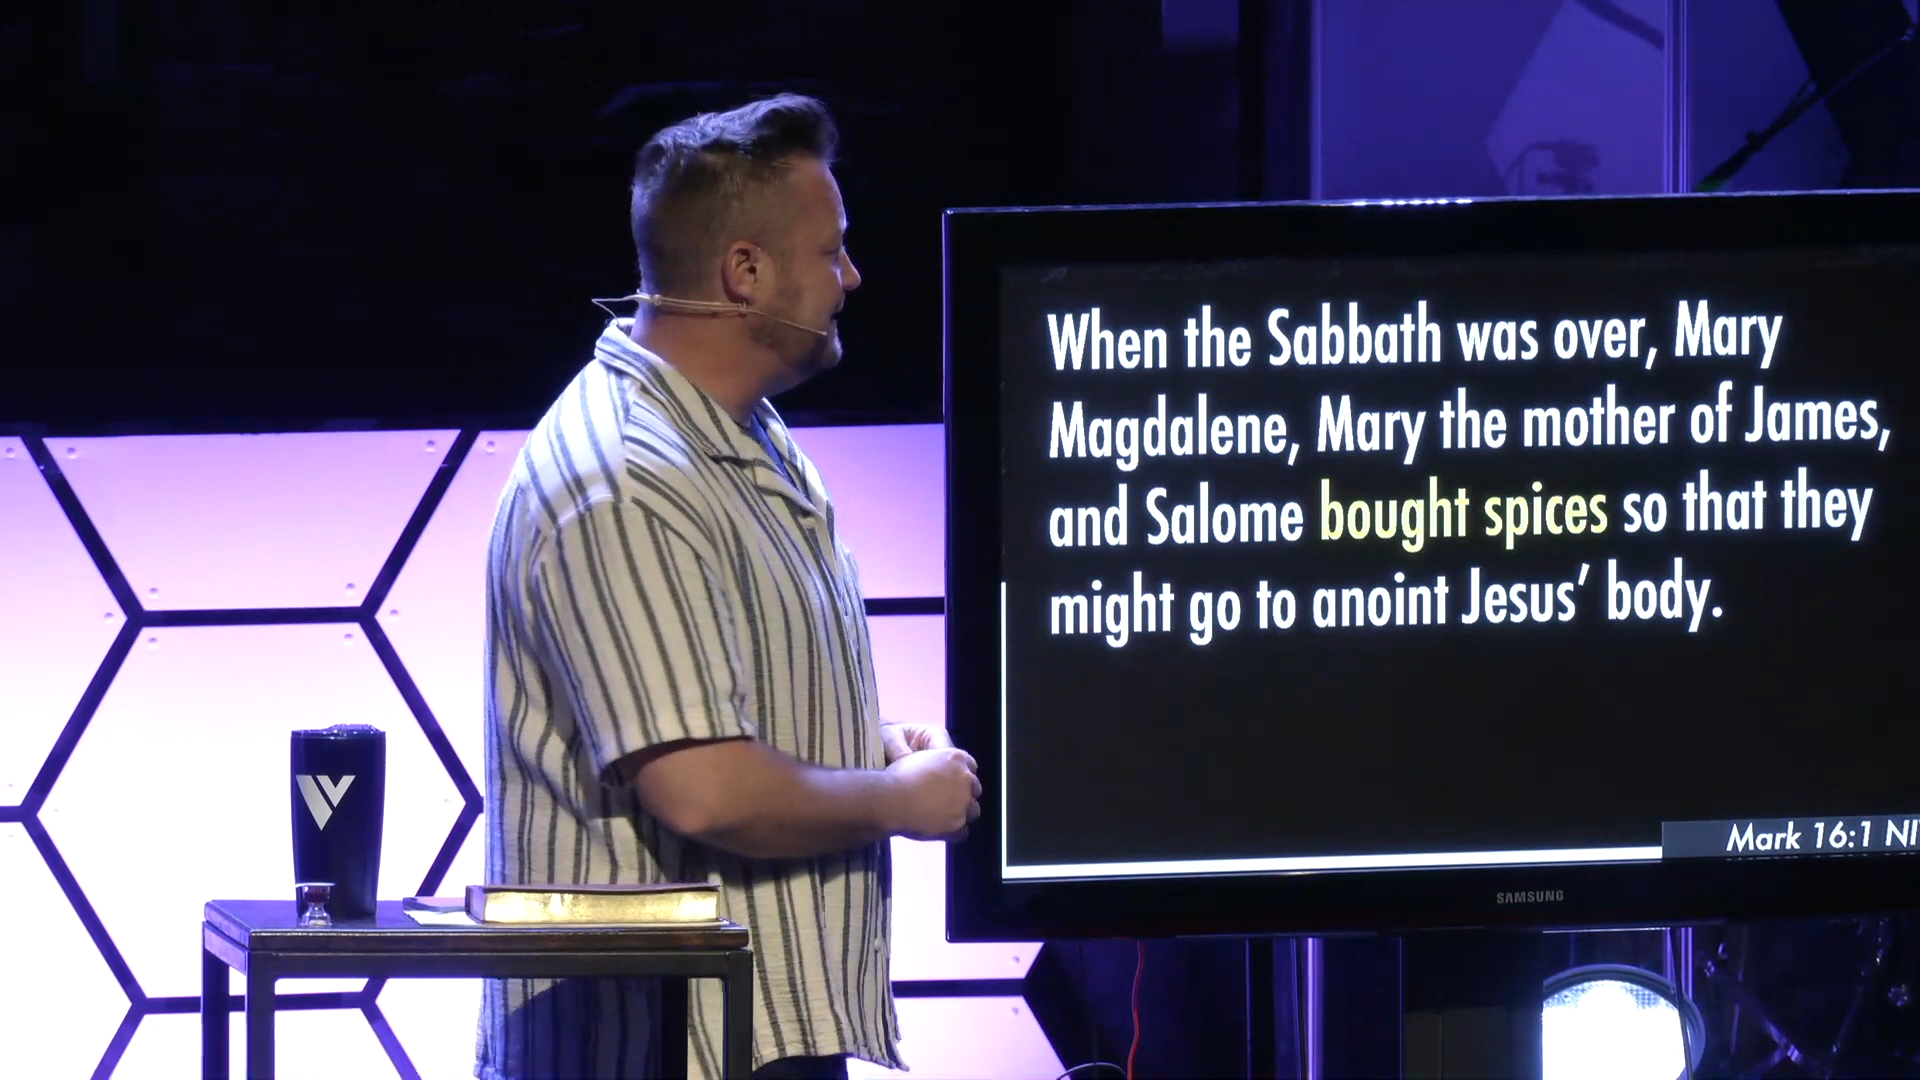 When the Sabbath was over, Mary
Magdalene, Mary the mother of James,
and Salome bought spices so that they
might go to anoint Jesus’ body.
Mark 16:1 NI
SAMSUNG